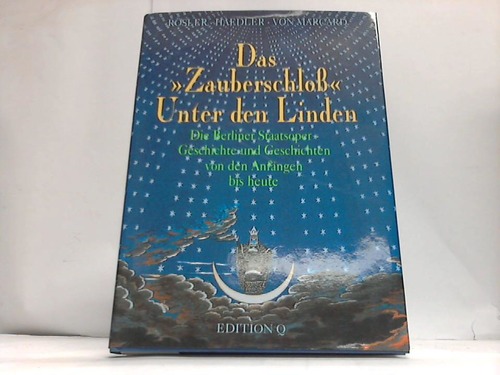 RÖSLER · HAEDLER · VON MARCARD
Das
»Zauberschloß«
Unter den Linden
Die Berliner Staatsoper
Geschichte und Geschichten
von den Anfängen
bis heute
EDITION Q